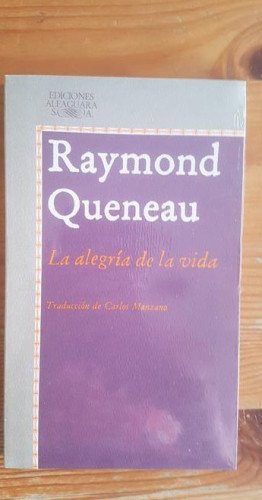 EDICIONES
ALFAGUARA
S.A.
Raymond
Queneau
La alegría de la vida
Traducción de Carlos Manzano